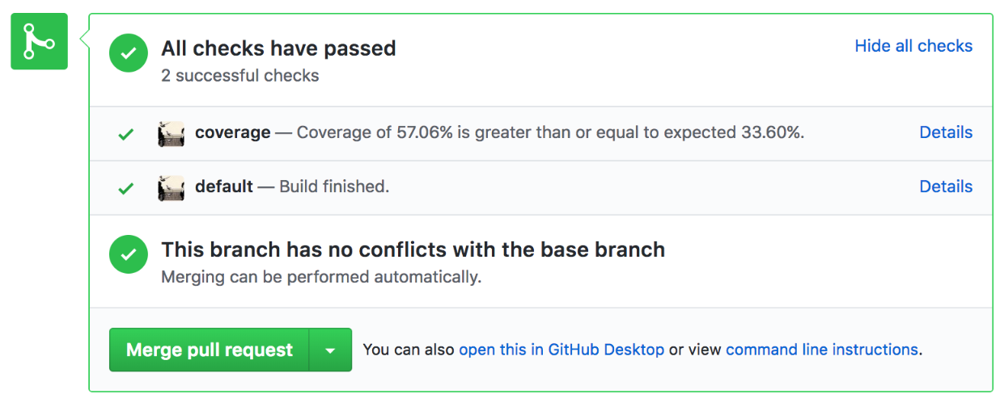 All checks have passed
Hide all checks
2 successful checks
coverage — Coverage of 57.06% is greater than or equal to expected 33.60%.
Details
default — Build finished.
Details
This branch has no conflicts with the base branch
Merging can be performed automatically.
Merge pull request
You can also open this in GitHub Desktop or view command line instructions.